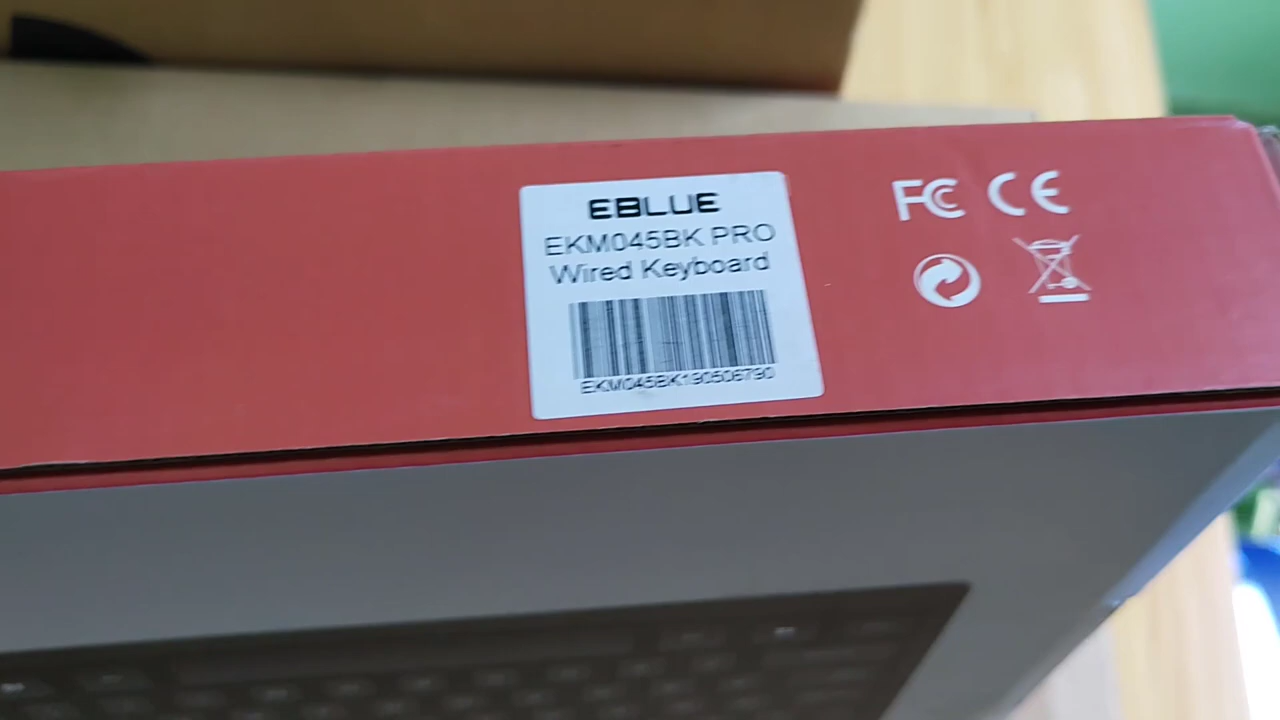 EBLUE
EKM045BK PRO
Wired Keyboard
EKM045BK190506790
FC CE